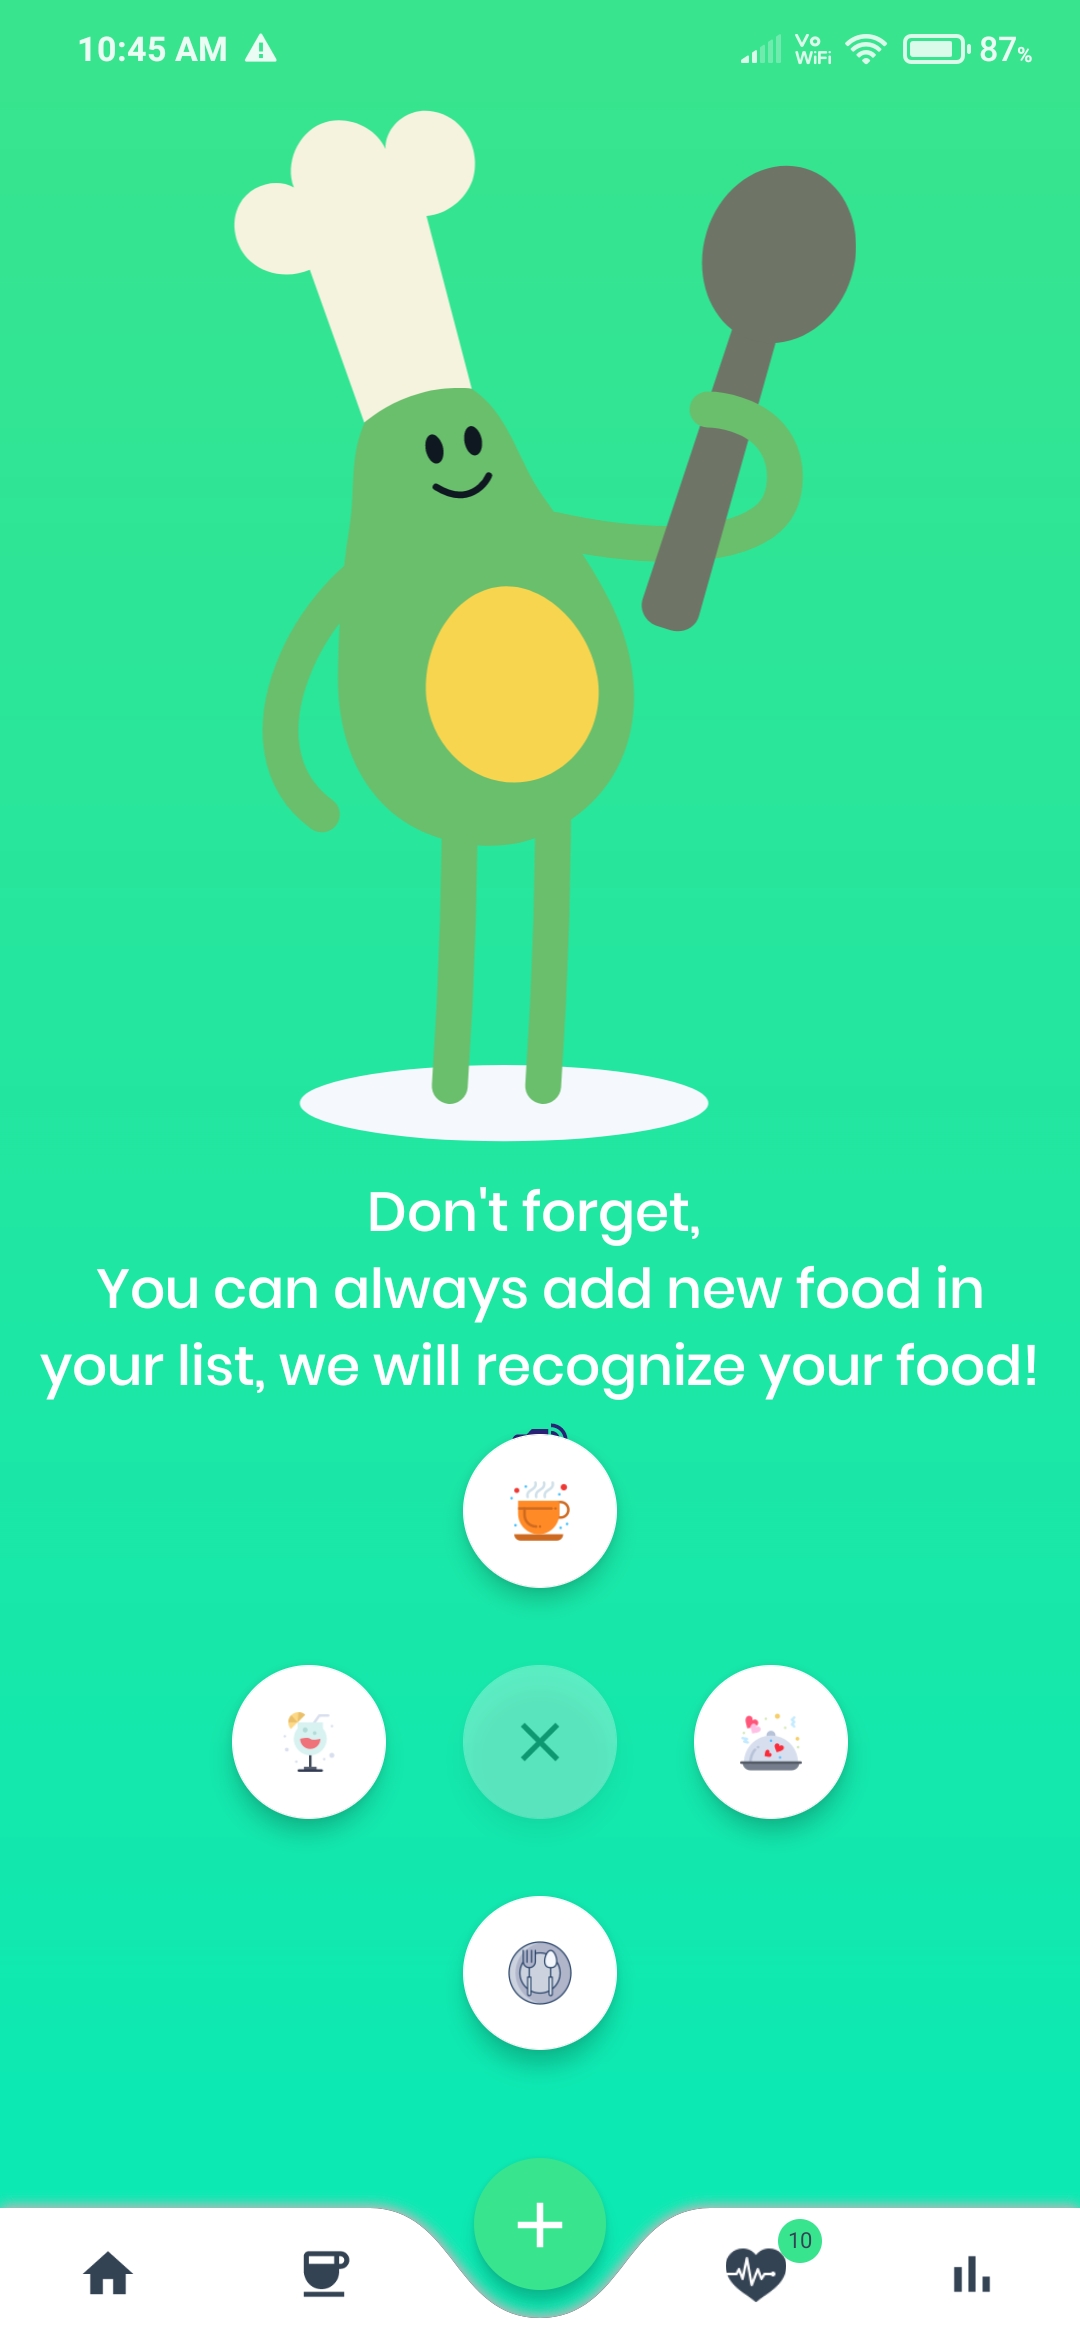 10:45 AM
Vo
WiFi
87%
Don't forget,
You can always add new food in
your list, we will recognize your food!
10